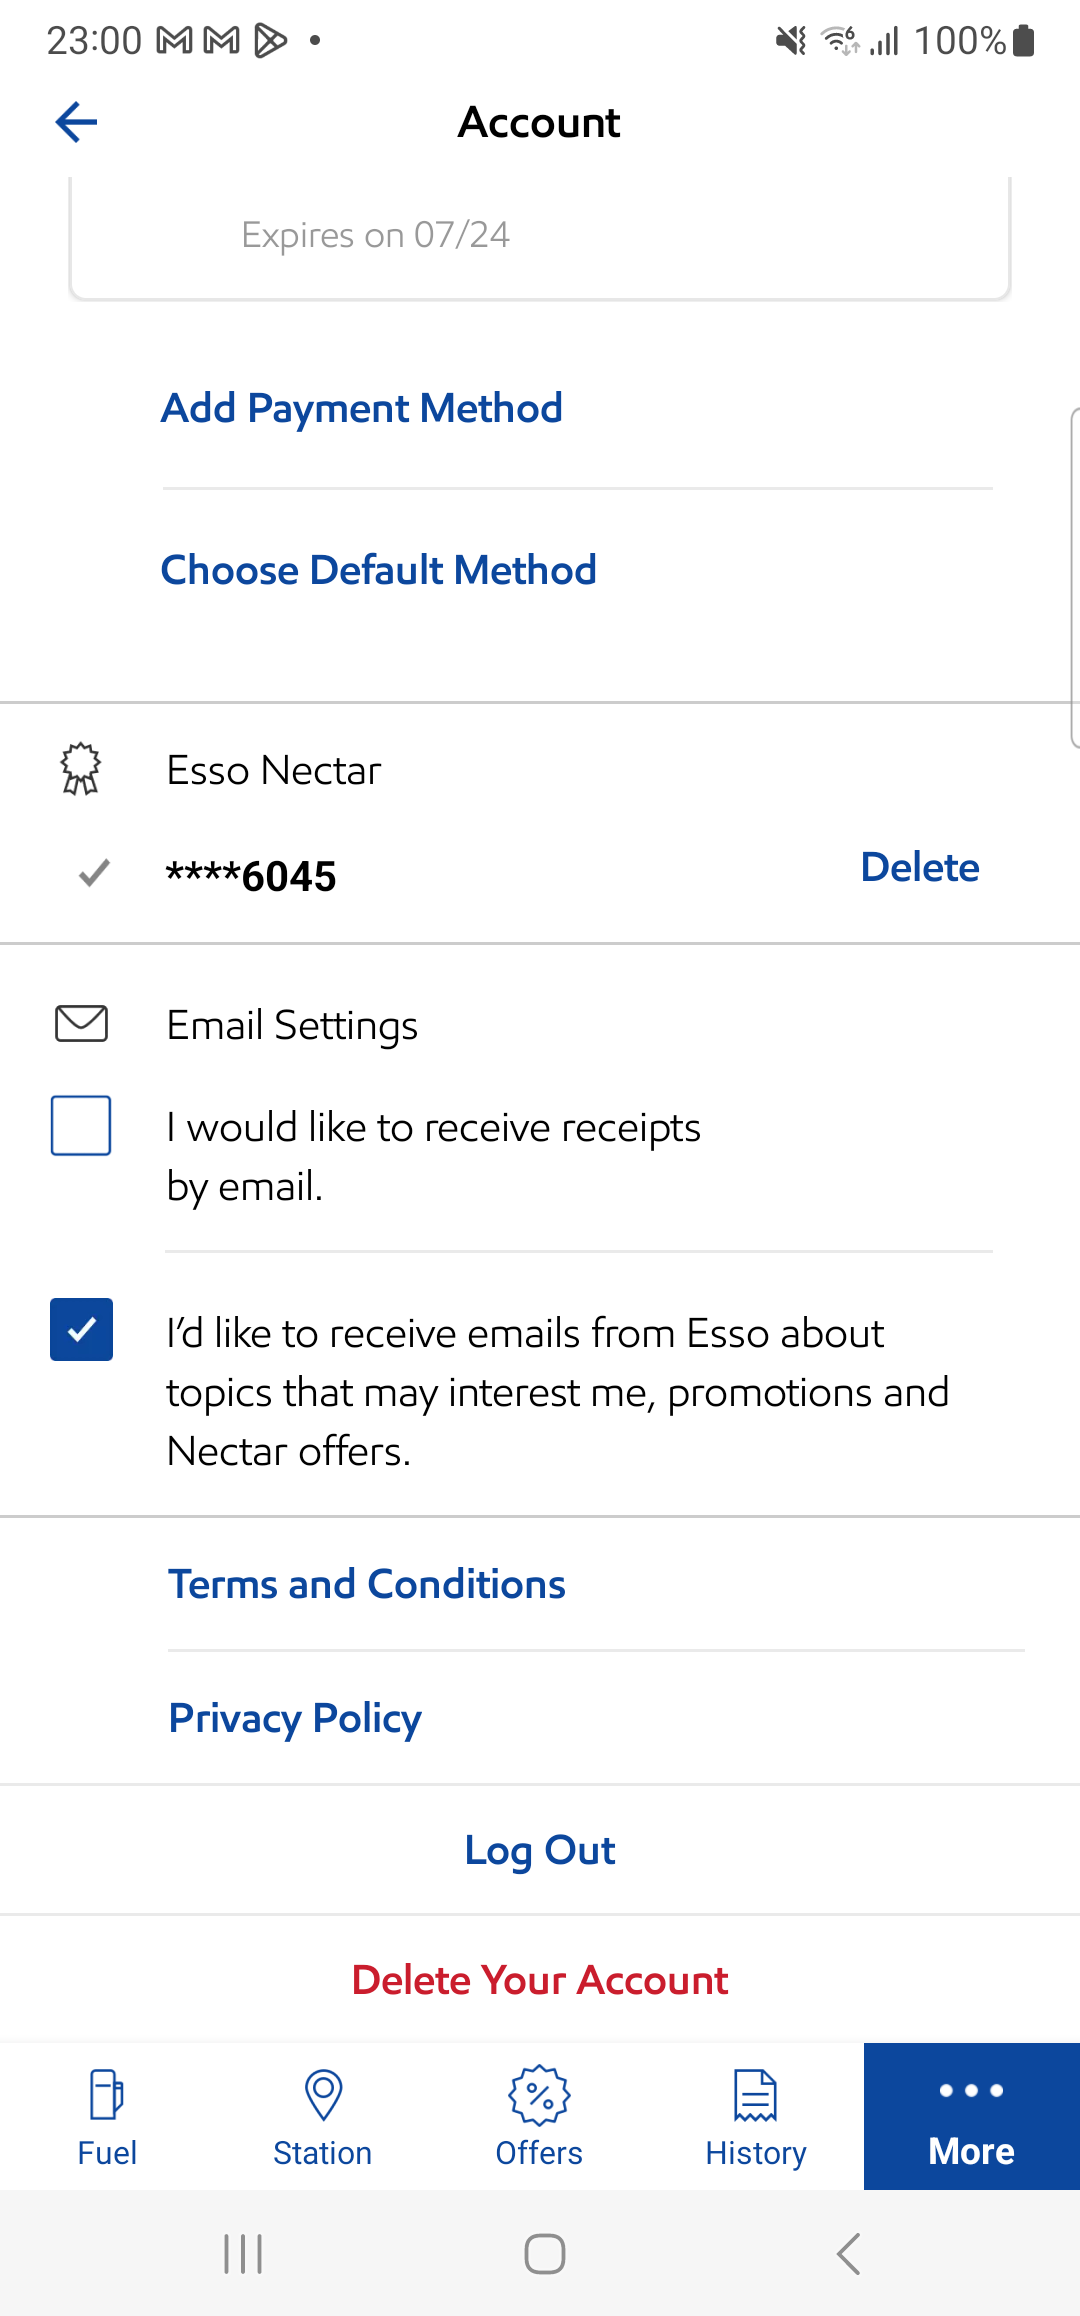 23:00
100%
Account
Expires on 07/24
Add Payment Method
Choose Default Method
Esso Nectar
****6045
Delete
Email Settings
I would like to receive receipts
by email.
I’d like to receive emails from Esso about
topics that may interest me, promotions and
Nectar offers.
Terms and Conditions
Privacy Policy
Log Out
Delete Your Account
Fuel
Station
Offers
History
More